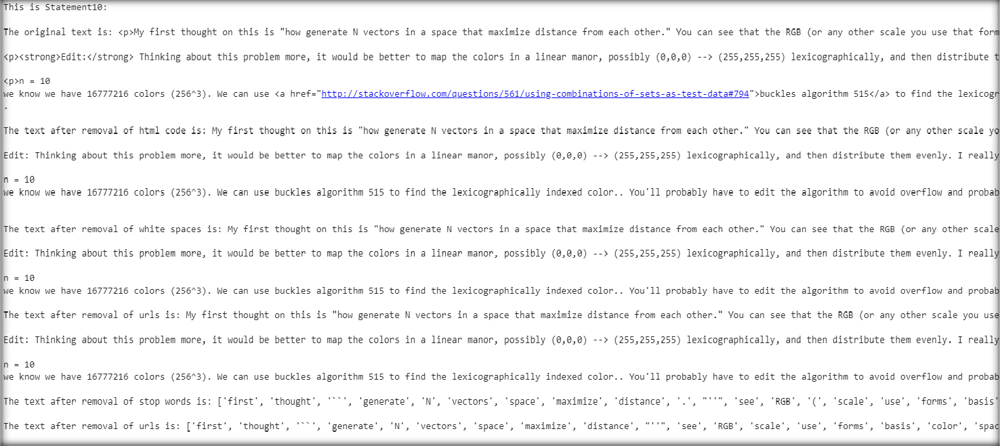 This is Statement10:
The original text is: <p>My first thought on this is "how generate N vectors in a space that maximize distance from each other." You can see that the RGB (or any other scale you use that form
<p><strong>Edit:</strong> Thinking about this problem more, it would be better to map the colors in a linear manor, possibly (0,0,0) --> (255,255,255) lexicographically, and then distribute t
<p>n = 10
we know we have 16777216 colors (256^3). We can use <a href="http://stackoverflow.com/questions/561/using-combinations-of-sets-as-test-data#794">buckles algorithm 515</a> to find the lexicogr
.
The text after removal of html code is: My first thought on this is "how generate N vectors in a space that maximize distance from each other." You can see that the RGB (or any other scale yo
Edit: Thinking about this problem more, it would be better to map the colors in a linear manor, possibly (0,0,0) --> (255,255,255) lexicographically, and then distribute them evenly. I really
n = 10
we know we have 16777216 colors (256^3). We can use buckles algorithm 515 to find the lexicographically indexed color.. You'll probably have to edit the algorithm to avoid overflow and probab
The text after removal of white spaces is: My first thought on this is "how generate N vectors in a space that maximize distance from each other." You can see that the RGB (or any other scale
Edit: Thinking about this problem more, it would be better to map the colors in a linear manor, possibly (0,0,0) --> (255,255,255) lexicographically, and then distribute them evenly. I really
n = 10
we know we have 16777216 colors (256^3). We can use buckles algorithm 515 to find the lexicographically indexed color.. You'll probably have to edit the algorithm to avoid overflow and probab
The text after removal of urls is: My first thought on this is "how generate N vectors in a space that maximize distance from each other." You can see that the RGB (or any other scale you use
Edit: Thinking about this problem more, it would be better to map the colors in a linear manor, possibly (0,0,0) --> (255,255,255) lexicographically, and then distribute them evenly. I really
n = 10
we know we have 16777216 colors (256^3). We can use buckles algorithm 515 to find the lexicographically indexed color.. You'll probably have to edit the algorithm to avoid overflow and probab
The text after removal of stop words is: ['first', 'thought', '``', 'generate', 'N', 'vectors', 'space', 'maximize', 'distance', '.', "''", 'see', 'RGB', '(', 'scale', 'use', 'forms', 'basis'
The text after removal of urls is: ['first', 'thought', '``', 'generate', 'N', 'vectors', 'space', 'maximize', 'distance', "''", 'see', 'RGB', 'scale', 'use', 'forms', 'basis', 'color', 'spac